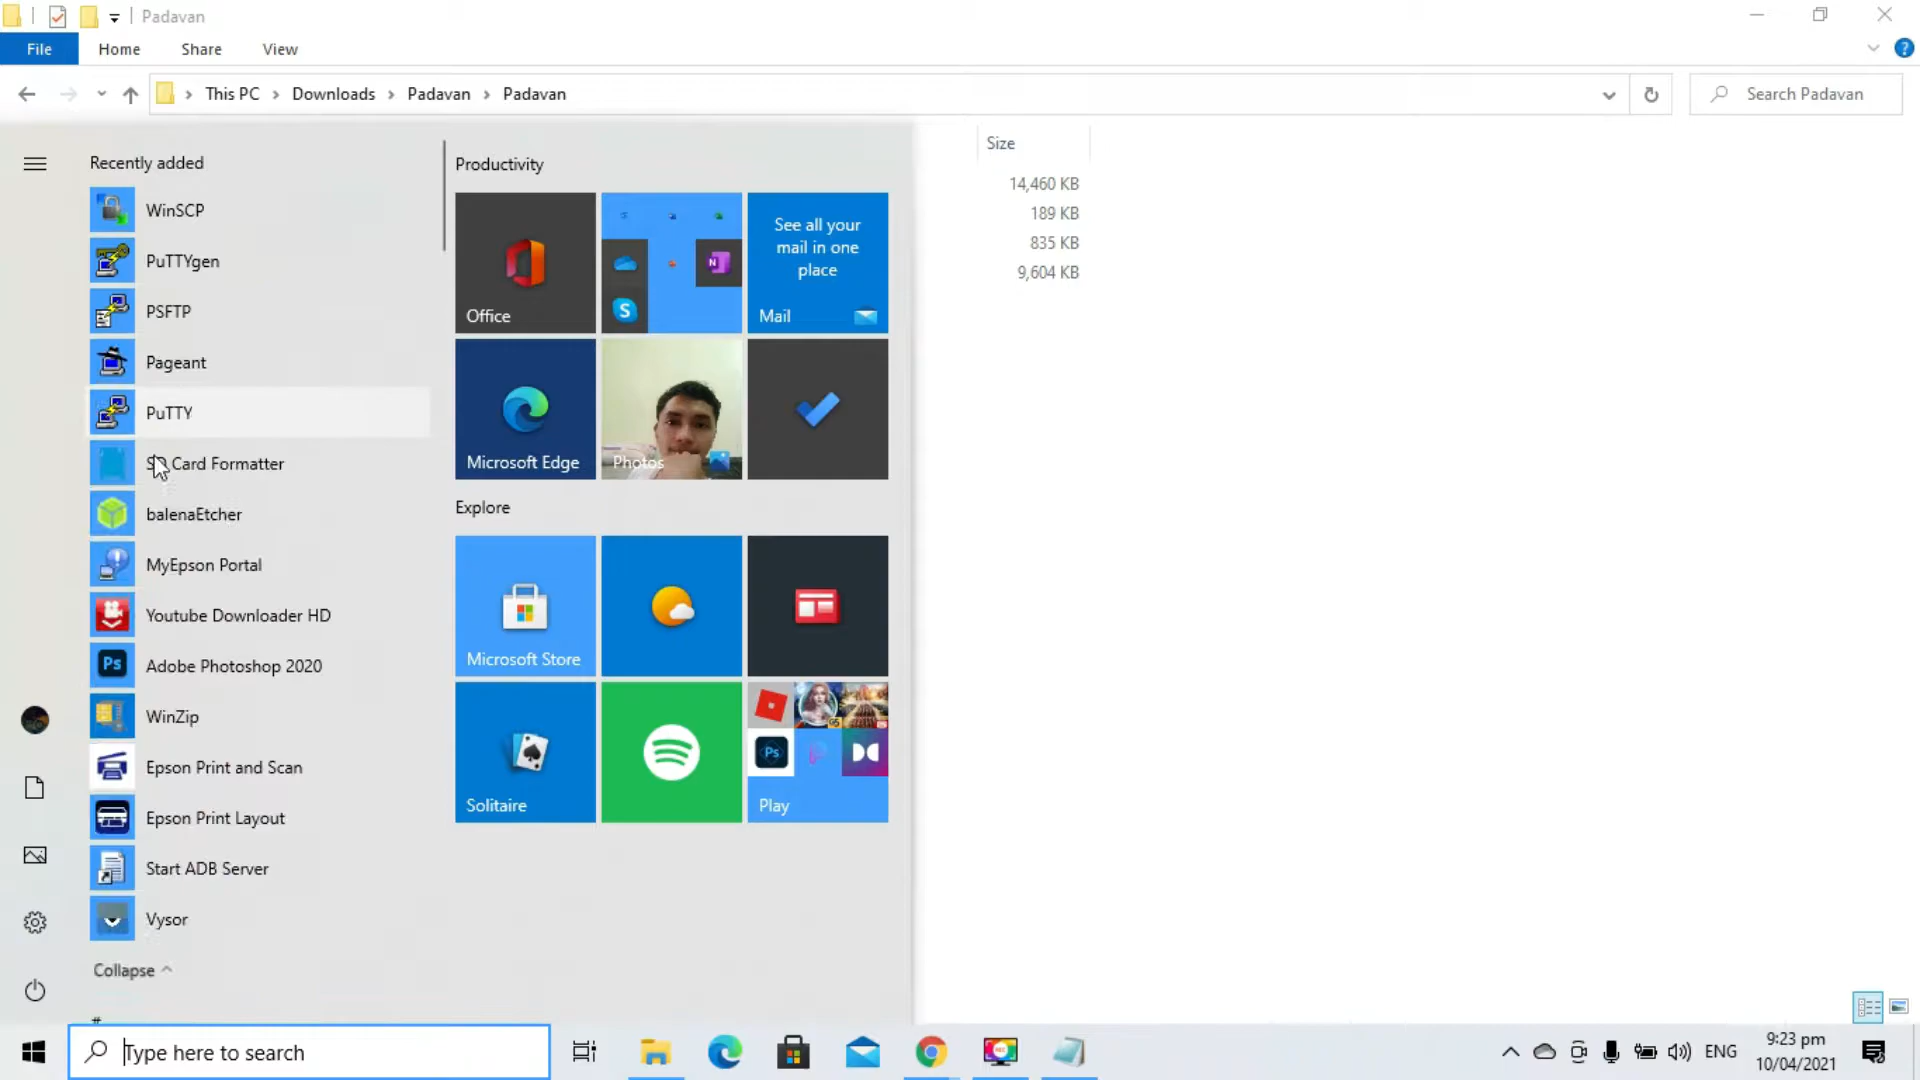 Padavan
File
Home
Share
View
This PC
Downloads
Padavan
Padavan
Search Padavan
Size
14,460 KB
189 KB
835 KB
9,604 KB
Recently added
WinSCP
PuTTYgen
PSFTP
Pageant
PuTTY
SD Card Formatter
balenaEtcher
MyEpson Portal
Youtube Downloader HD
Adobe Photoshop 2020
WinZip
Epson Print and Scan
Epson Print Layout
Start ADB Server
Vysor
Collapse
#
Productivity
Office
See all your
mail in one
place
Mail
Microsoft Edge
Photos
Explore
Microsoft Store
Solitaire
Play
Type here to search
ENG
9:23 pm
10/04/2021